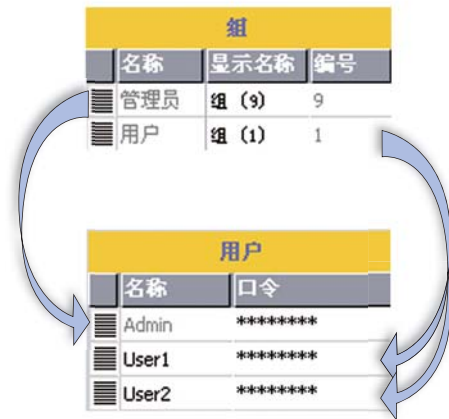 组
名称 显示名称 编号
管理员 组 (9) 9
用户 组 (1) 1
用户
名称 口令
Admin ********
User1 ********
User2 ********